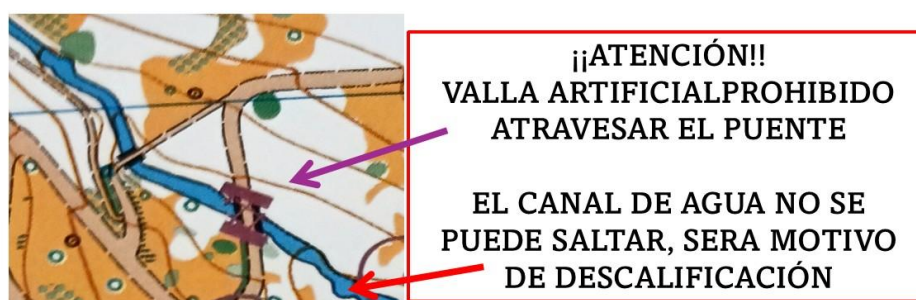 ¡¡ATENCIÓN!!
VALLA ARTIFICIALPROHIBIDO
ATRAVESAR EL PUENTE
EL CANAL DE AGUA NO SE
PUEDE SALTAR, SERA MOTIVO
DE DESCALIFICACIÓN